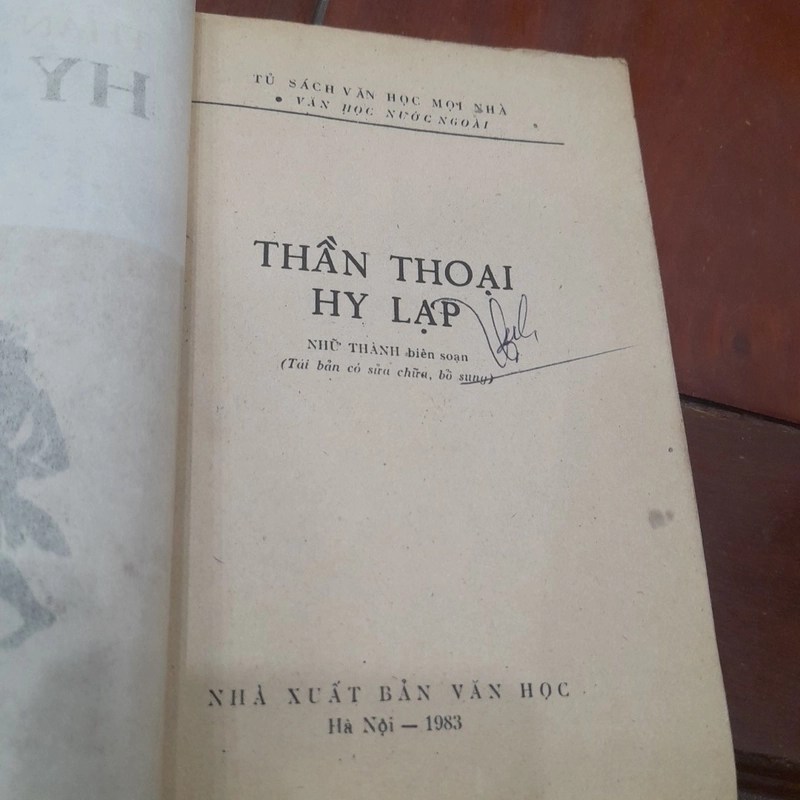 TỦ SÁCH VĂN HỌC MỌI NHÀ
• VĂN HỌC NƯỚC NGOÀI •
THẦN THOẠI
HY LẠP
NHỮ THÀNH biên soạn
(Tái bản có sửa chữa, bổ sung)
NHÀ XUẤT BẢN VĂN HỌC
Hà Nội — 1983